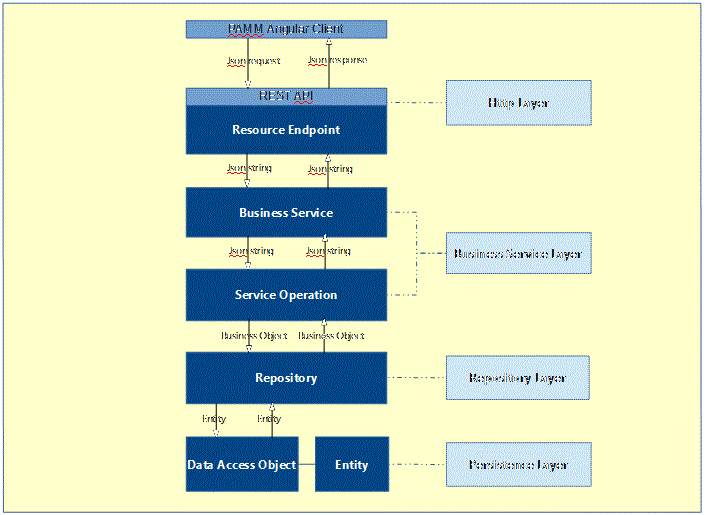 PAMM Angular Client
Json request
Json response
REST API
Resource Endpoint
Http Layer
Json string
Json string
Business Service
Json string
Json string
Business Service Layer
Service Operation
Business Object
Business Object
Repository
Repository Layer
Entity
Entity
Data Access Object
Entity
Persistence Layer